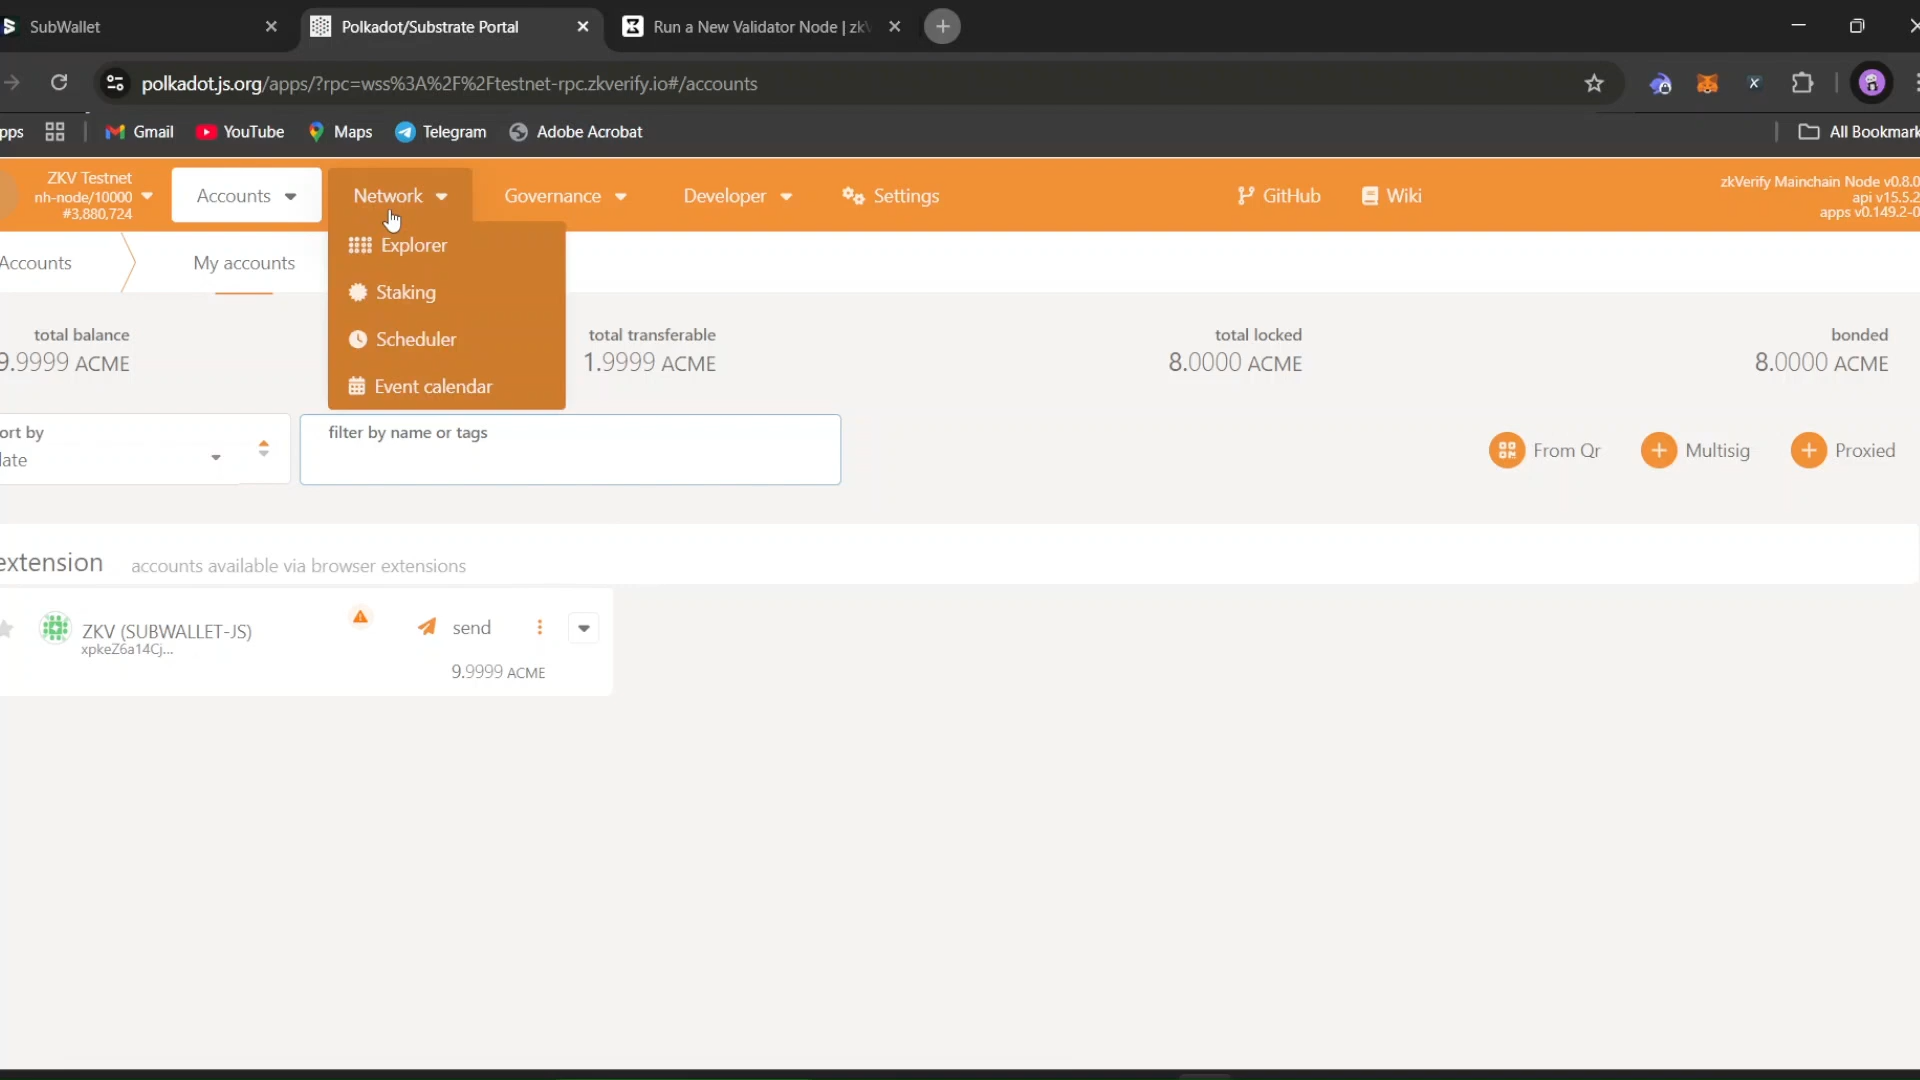 SubWallet
Polkadot/Substrate Portal
Run a New Validator Node | zkV
polkadot.js.org/apps/?rpc=wss%3A%2F%2Ftestnet-rpc.zkverify.io#/accounts
pps
Gmail
YouTube
Maps
Telegram
Adobe Acrobat
All Bookmark
ZKV Testnet
nh-node/10000
#3,880,724
Accounts
Network
Governance
Developer
Settings
GitHub
Wiki
zkVerify Mainchain Node v0.8.0
api v15.5.2
apps v0.149.2-0
Explorer
Staking
Scheduler
Event calendar
Accounts
My accounts
total balance
9.9999 ACME
total transferable
1.9999 ACME
total locked
8.0000 ACME
bonded
8.0000 ACME
ort by
date
filter by name or tags
From Qr
Multisig
Proxied
extension
accounts available via browser extensions
ZKV (SUBWALLET-JS)
xpkeZ6a14Cj...
send
9.9999 ACME